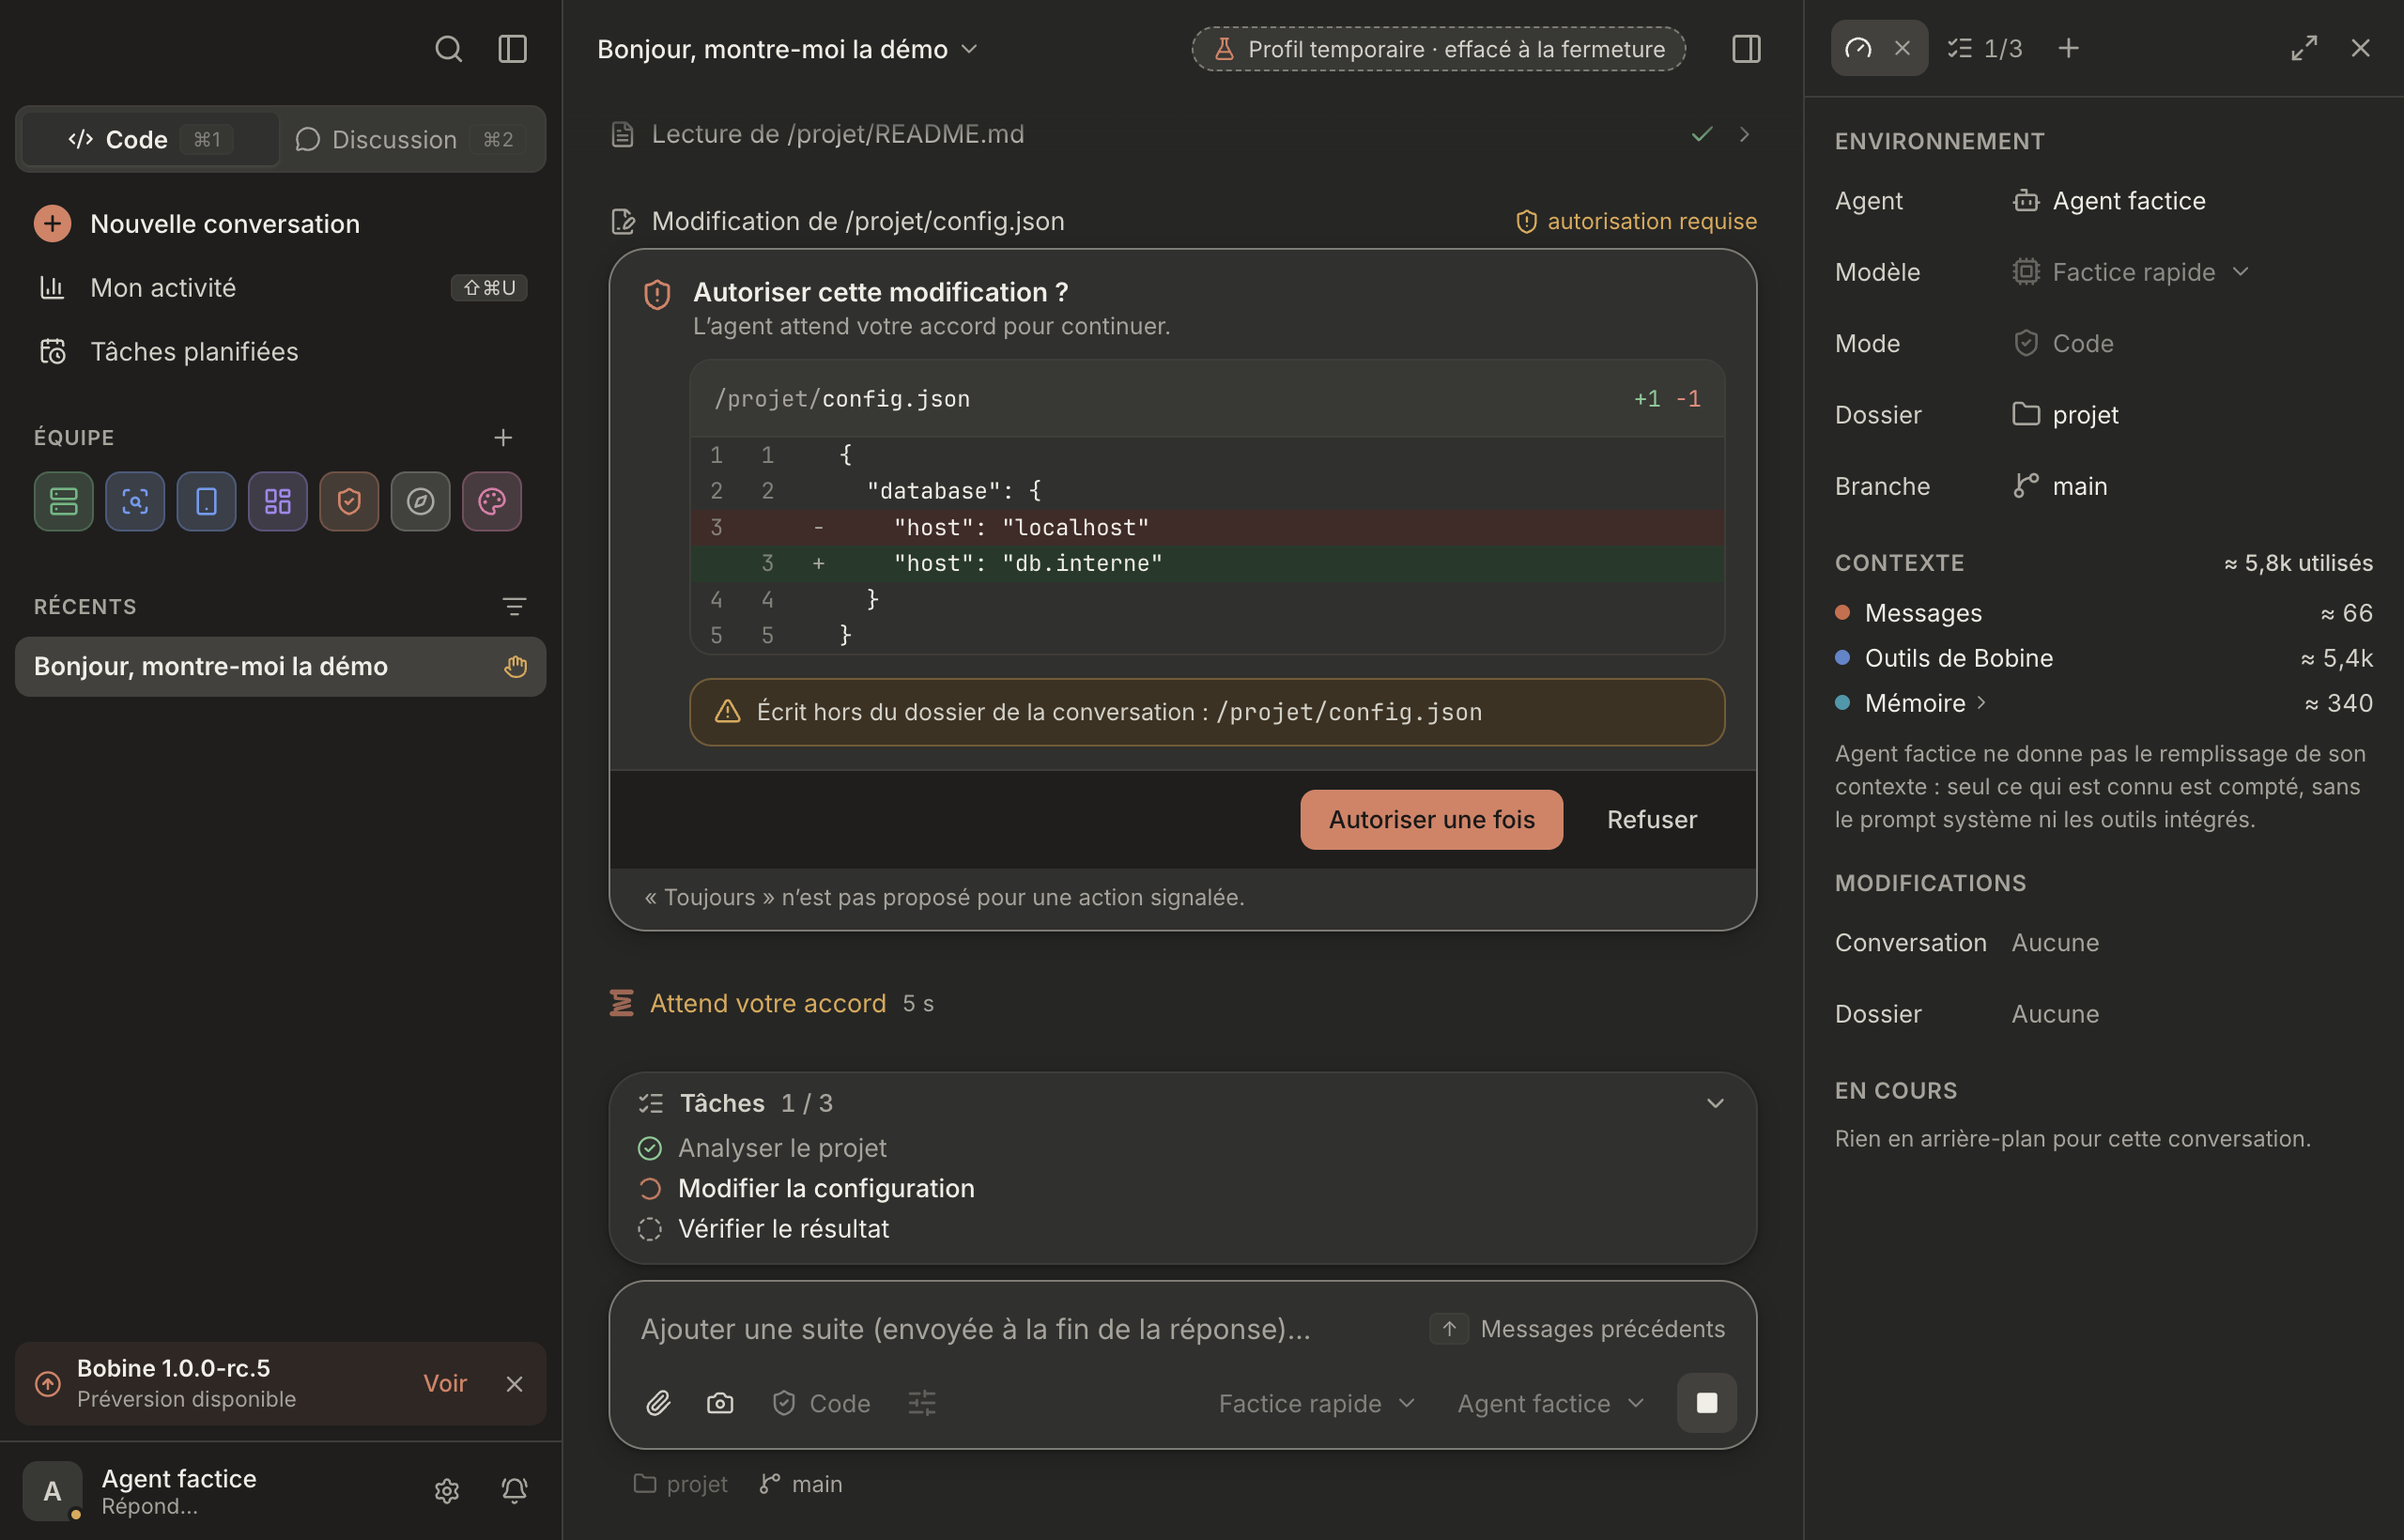 Code ⌘1
Discussion ⌘2
Nouvelle conversation
Mon activité ⇧⌘U
Tâches planifiées
ÉQUIPE
RÉCENTS
Bonjour, montre-moi la démo
Bobine 1.0.0-rc.5
Préversion disponible
Voir
A
Agent factice
Répond…
Bonjour, montre-moi la démo
Profil temporaire · effacé à la fermeture
Lecture de /projet/README.md
Modification de /projet/config.json
autorisation requise
Autoriser cette modification ?
L’agent attend votre accord pour continuer.
/projet/config.json +1 -1
1 1 {
2 2 "database": {
3 - "host": "localhost"
3 + "host": "db.interne"
4 4 }
5 5 }
Écrit hors du dossier de la conversation : /projet/config.json
Autoriser une fois
Refuser
« Toujours » n’est pas proposé pour une action signalée.
Attend votre accord 5 s
Tâches 1 / 3
Analyser le projet
Modifier la configuration
Vérifier le résultat
Ajouter une suite (envoyée à la fin de la réponse)…
↑ Messages précédents
Code
Factice rapide
Agent factice
projet
main
1/3
ENVIRONNEMENT
Agent Agent factice
Modèle Factice rapide
Mode Code
Dossier projet
Branche main
CONTEXTE ≈ 5,8k utilisés
Messages ≈ 66
Outils de Bobine ≈ 5,4k
Mémoire ≈ 340
Agent factice ne donne pas le remplissage de son
contexte : seul ce qui est connu est compté, sans
le prompt système ni les outils intégrés.
MODIFICATIONS
Conversation Aucune
Dossier Aucune
EN COURS
Rien en arrière-plan pour cette conversation.